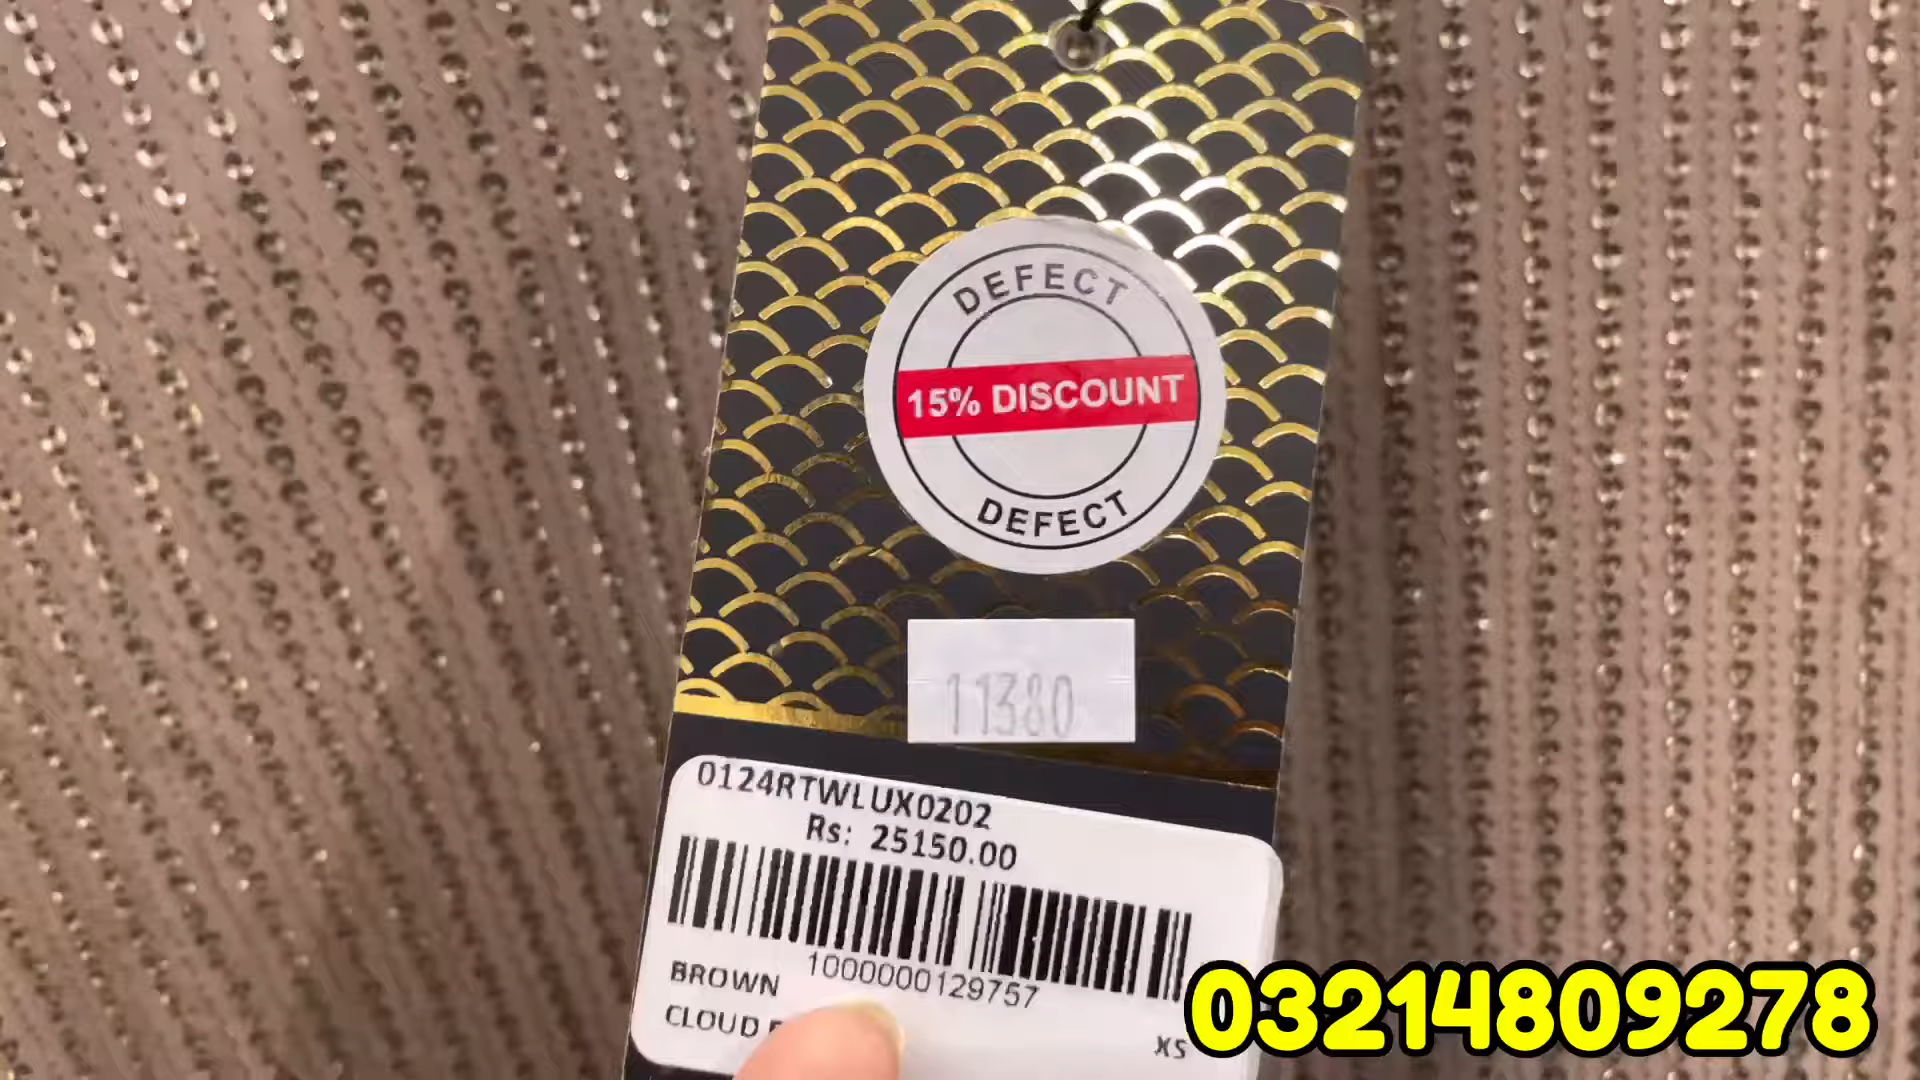 DEFECT
15% DISCOUNT
DEFECT
11380
0124RTWLUX0202
Rs: 25150.00
1000000129757
BROWN
CLOUD
XS
03214809278